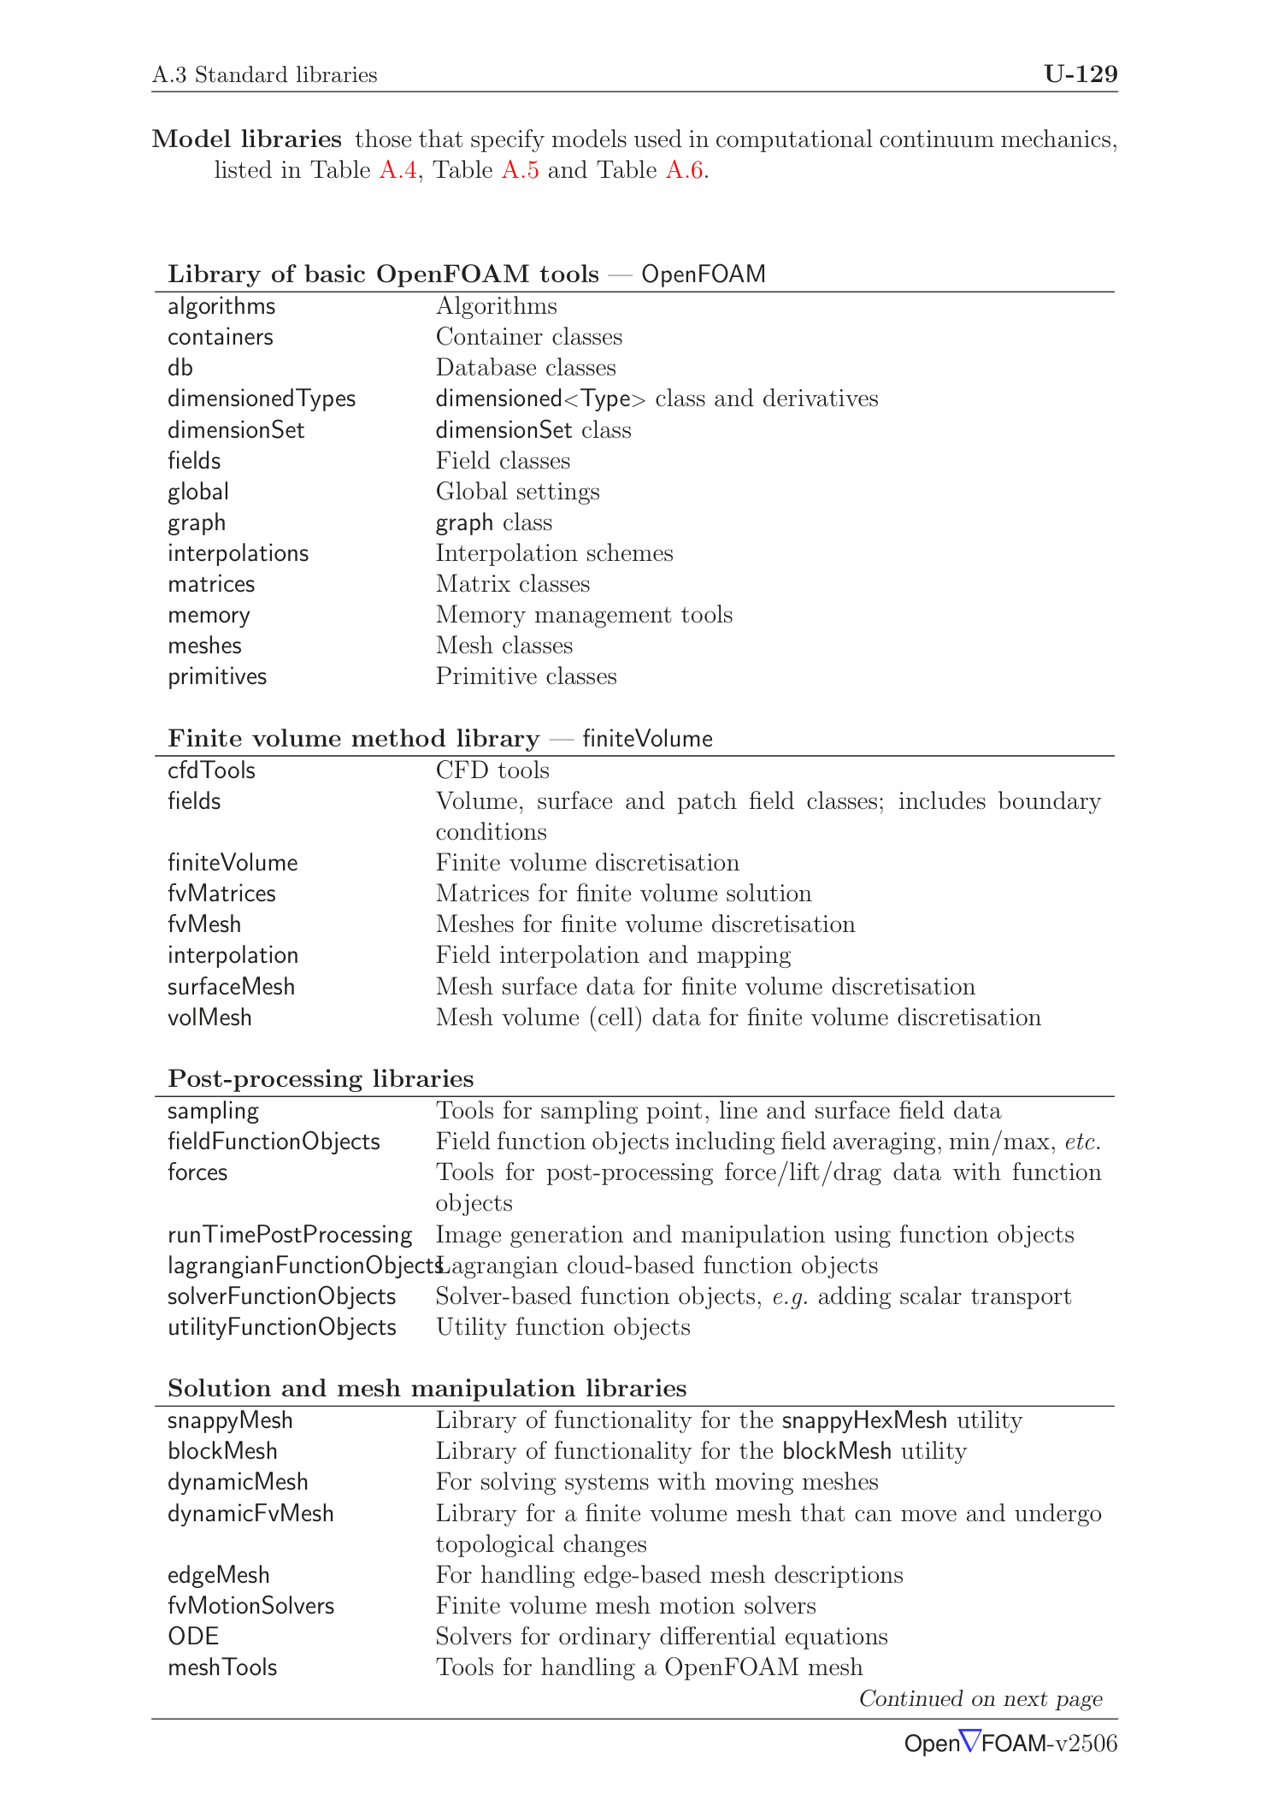 A.3 Standard libraries U-129
Model libraries those that specify models used in computational continuum mechanics,
listed in Table A.4, Table A.5 and Table A.6.
Library of basic OpenFOAM tools — OpenFOAM
algorithms Algorithms
containers Container classes
db Database classes
dimensionedTypes dimensioned<Type> class and derivatives
dimensionSet dimensionSet class
fields Field classes
global Global settings
graph graph class
interpolations Interpolation schemes
matrices Matrix classes
memory Memory management tools
meshes Mesh classes
primitives Primitive classes
Finite volume method library — finiteVolume
cfdTools CFD tools
fields Volume, surface and patch field classes; includes boundary
conditions
finiteVolume Finite volume discretisation
fvMatrices Matrices for finite volume solution
fvMesh Meshes for finite volume discretisation
interpolation Field interpolation and mapping
surfaceMesh Mesh surface data for finite volume discretisation
volMesh Mesh volume (cell) data for finite volume discretisation
Post-processing libraries
sampling Tools for sampling point, line and surface field data
fieldFunctionObjects Field function objects including field averaging, min/max, etc.
forces Tools for post-processing force/lift/drag data with function
objects
runTimePostProcessing Image generation and manipulation using function objects
lagrangianFunctionObjects Lagrangian cloud-based function objects
solverFunctionObjects Solver-based function objects, e.g. adding scalar transport
utilityFunctionObjects Utility function objects
Solution and mesh manipulation libraries
snappyMesh Library of functionality for the snappyHexMesh utility
blockMesh Library of functionality for the blockMesh utility
dynamicMesh For solving systems with moving meshes
dynamicFvMesh Library for a finite volume mesh that can move and undergo
topological changes
edgeMesh For handling edge-based mesh descriptions
fvMotionSolvers Finite volume mesh motion solvers
ODE Solvers for ordinary differential equations
meshTools Tools for handling a OpenFOAM mesh
Continued on next page
Open∇FOAM-v2506